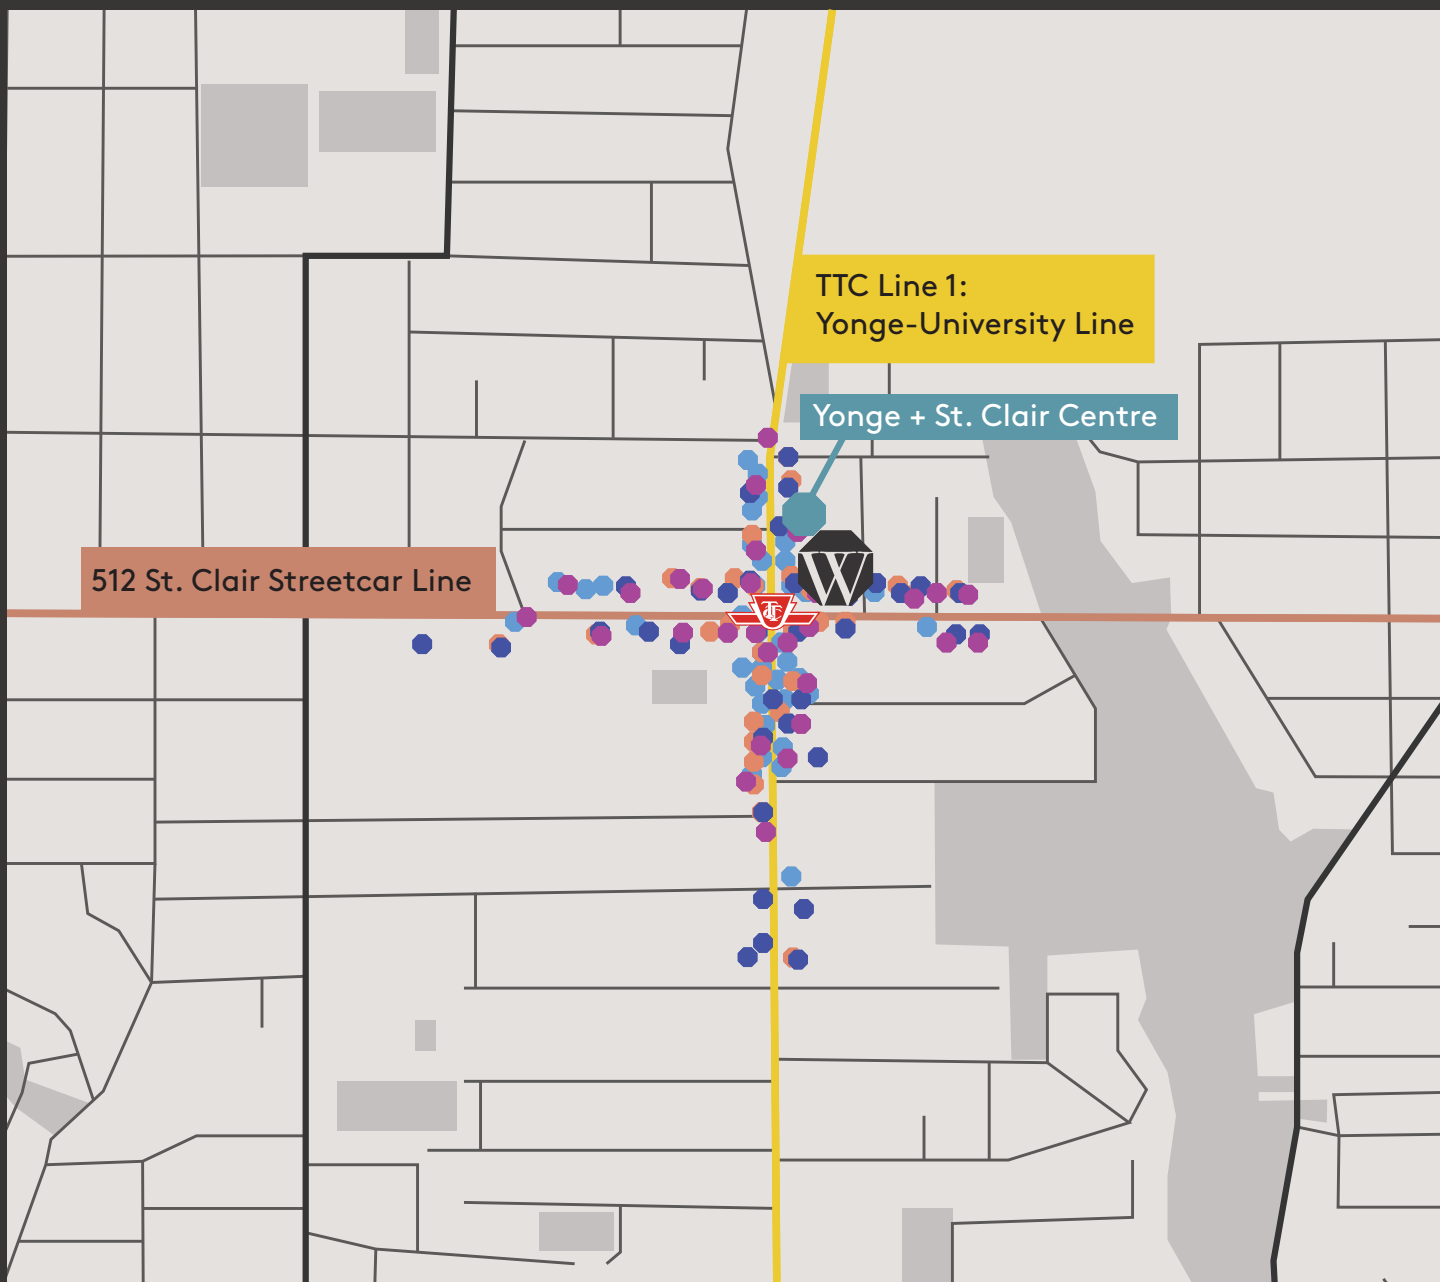 TTC Line 1:
Yonge-University Line
Yonge + St. Clair Centre
W
512 St. Clair Streetcar Line